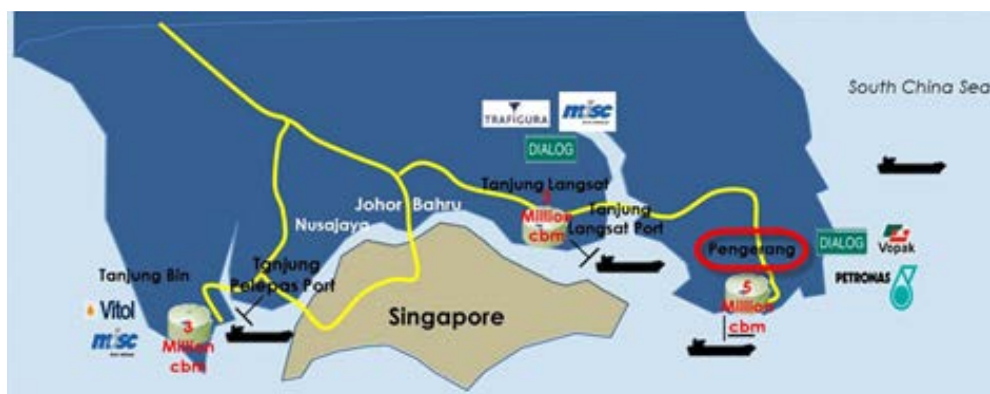 South China Sea
TRAFIGURA
misc
DIALOG
Tanjung Langsat
Million
cbm
Tanjung
Langsat Port
Johor Bahru
Nusajaya
Pengerang
DIALOG
Vopak
PETRONAS
5
Million
cbm
Tanjung Bin
Tanjung
Pelepas Port
Vitol
misc
3
Million
cbm
Singapore